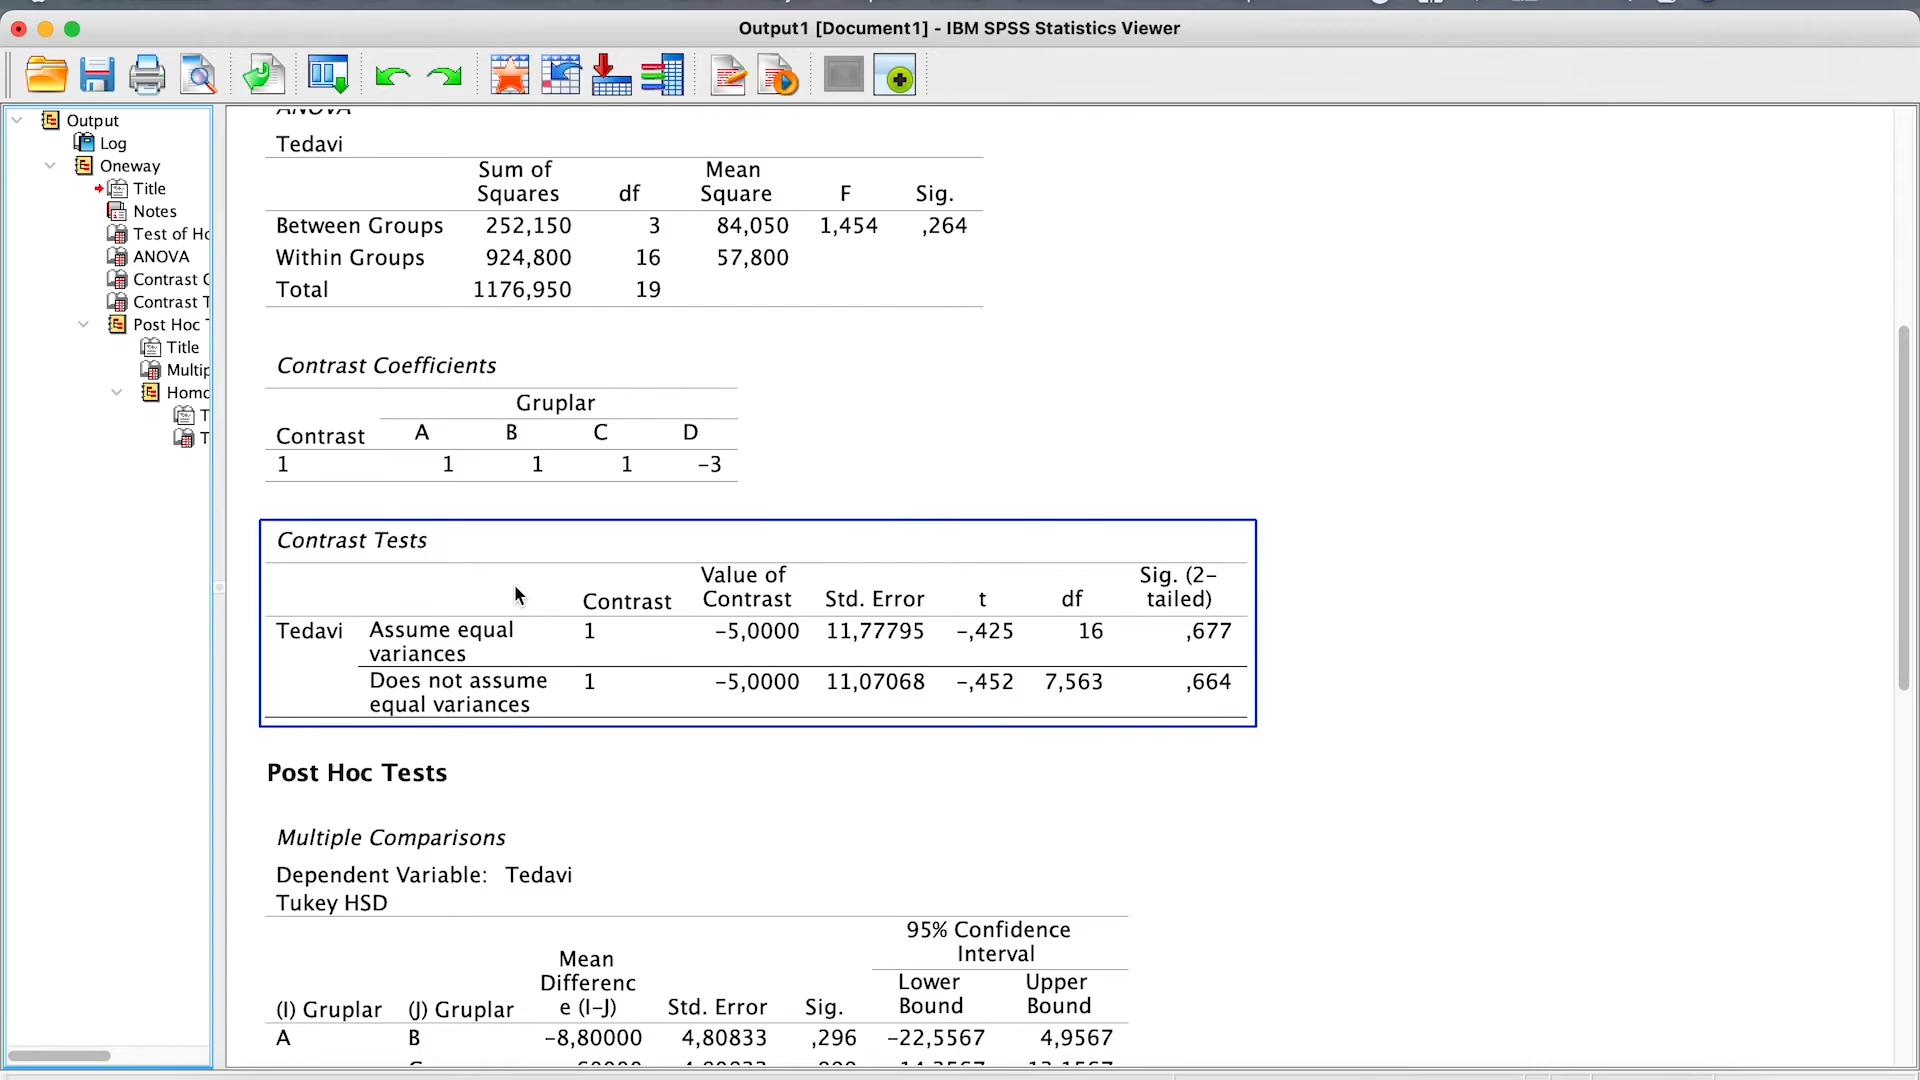 Output1 [Document1] - IBM SPSS Statistics Viewer
Output
Log
Oneway
Title
Notes
Test of Ho
ANOVA
Contrast C
Contrast T
Post Hoc T
Title
Multip
Homo
T
T
ANOVA
Tedavi
Sum of Squares df Mean Square F Sig.
Between Groups 252,150 3 84,050 1,454 ,264
Within Groups 924,800 16 57,800
Total 1176,950 19
Contrast Coefficients
Gruplar
Contrast A B C D
1 1 1 1 -3
Contrast Tests
Contrast Value of Contrast Std. Error t df Sig. (2-tailed)
Tedavi Assume equal variances 1 -5,0000 11,77795 -,425 16 ,677
Does not assume equal variances 1 -5,0000 11,07068 -,452 7,563 ,664
Post Hoc Tests
Multiple Comparisons
Dependent Variable: Tedavi
Tukey HSD
95% Confidence Interval
(I) Gruplar (J) Gruplar Mean Difference (I-J) Std. Error Sig. Lower Bound Upper Bound
A B -8,80000 4,80833 ,296 -22,5567 4,9567